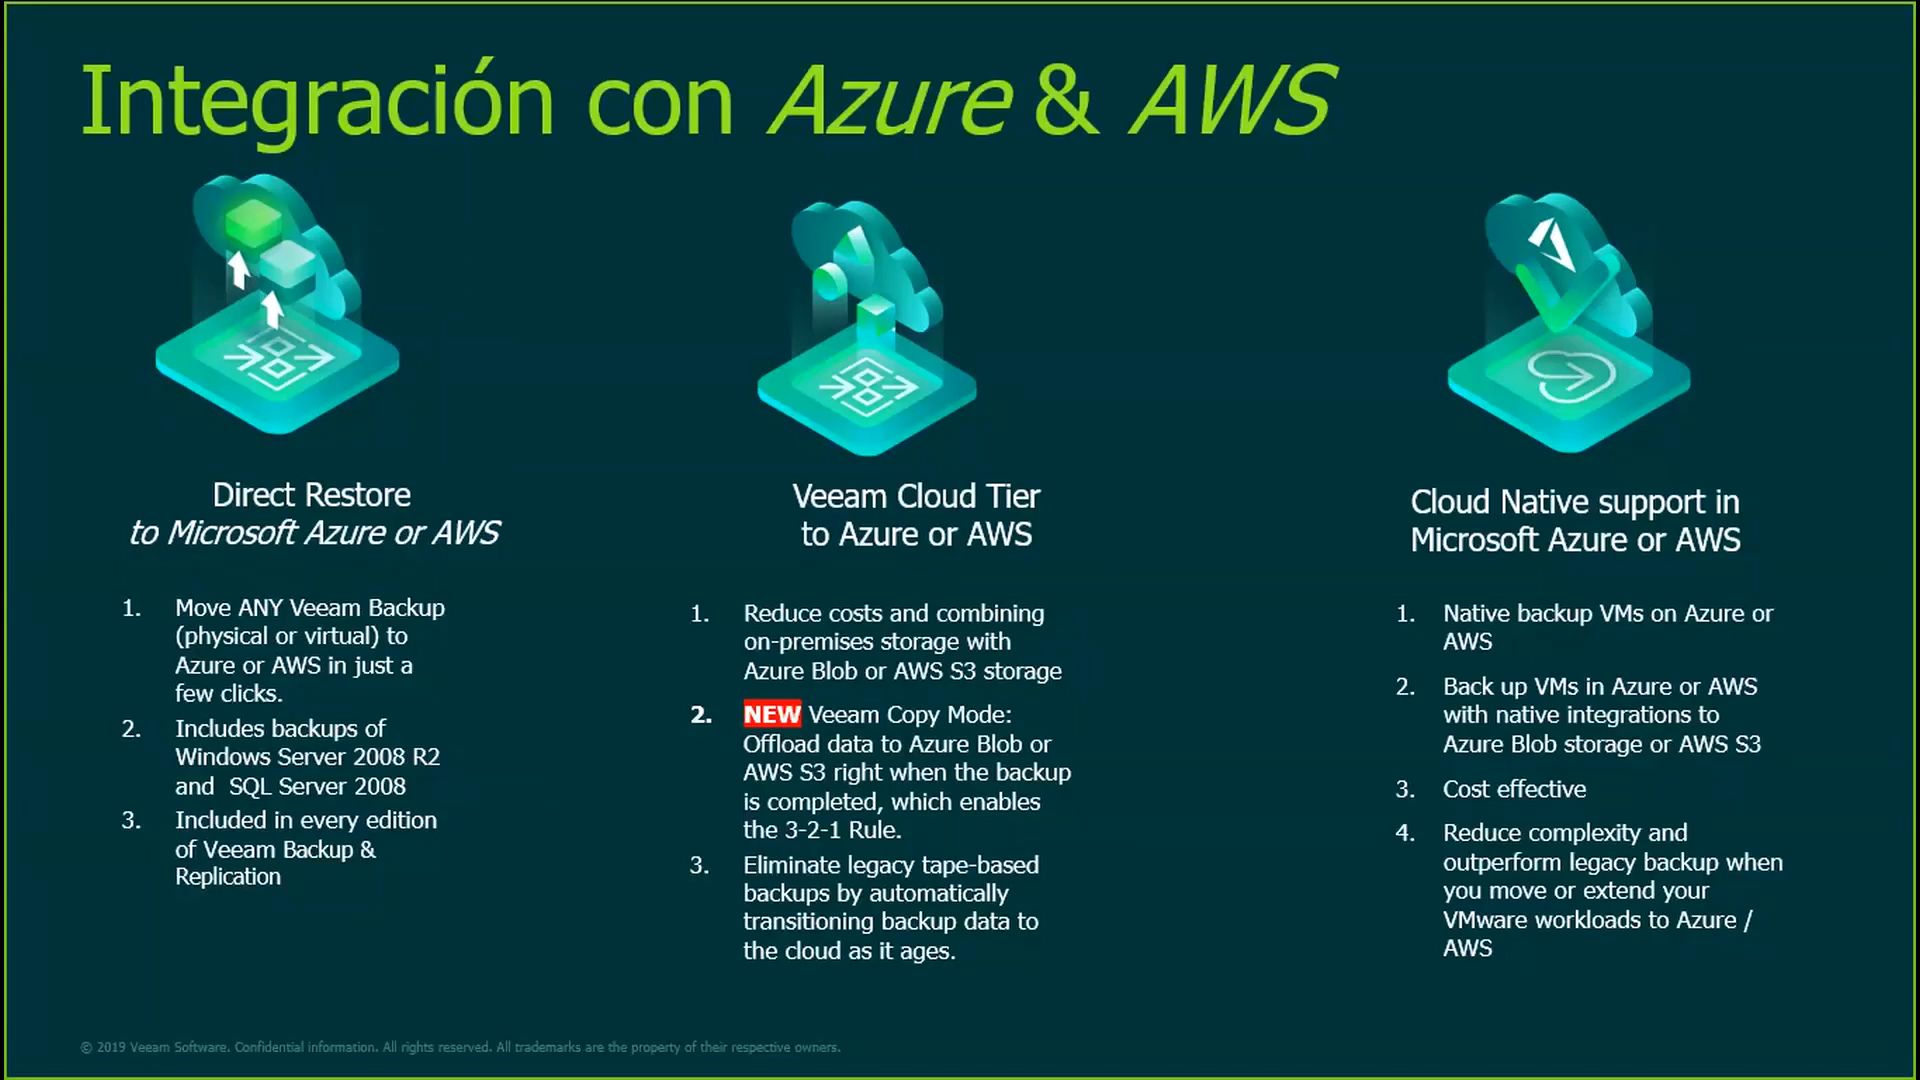 Integración con Azure & AWS
Direct Restore
to Microsoft Azure or AWS
1. Move ANY Veeam Backup
(physical or virtual) to
Azure or AWS in just a
few clicks.
2. Includes backups of
Windows Server 2008 R2
and SQL Server 2008
3. Included in every edition
of Veeam Backup &
Replication
Veeam Cloud Tier
to Azure or AWS
1. Reduce costs and combining
on-premises storage with
Azure Blob or AWS S3 storage
2. NEW Veeam Copy Mode:
Offload data to Azure Blob or
AWS S3 right when the backup
is completed, which enables
the 3-2-1 Rule.
3. Eliminate legacy tape-based
backups by automatically
transitioning backup data to
the cloud as it ages.
Cloud Native support in
Microsoft Azure or AWS
1. Native backup VMs on Azure or
AWS
2. Back up VMs in Azure or AWS
with native integrations to
Azure Blob storage or AWS S3
3. Cost effective
4. Reduce complexity and
outperform legacy backup when
you move or extend your
VMware workloads to Azure /
AWS
© 2019 Veeam Software. Confidential information. All rights reserved. All trademarks are the property of their respective owners.